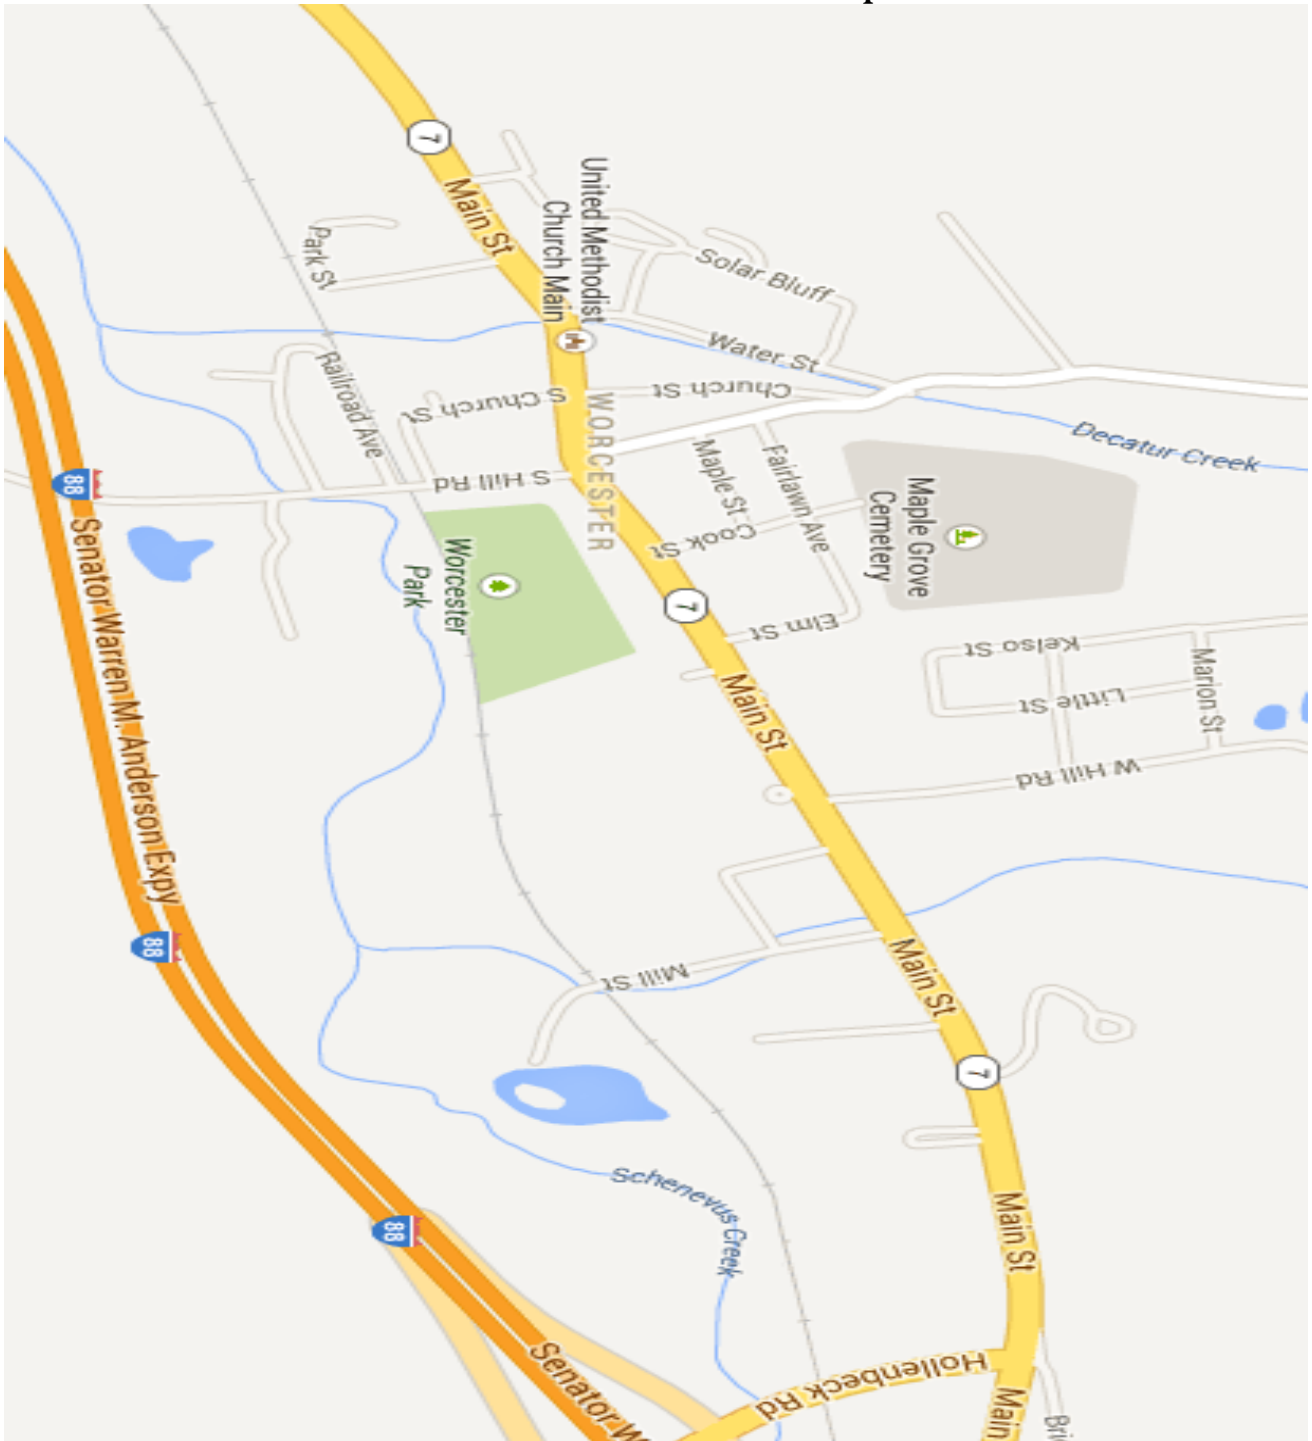 7
Main St
United Methodist
Church Main
Park St
Solar Bluff
Water St
Railroad Ave
S Church St
Church St
WORCESTER
Decatur Creek
S Hill Rd
Maple St
Fairlawn Ave
Cook St
Maple Grove
Cemetery
88
Worcester
Park
7
Elm St
Kelso St
Marion St
Little St
Main St
W Hill Rd
Senator Warren M. Anderson Expy
88
Mill St
Main St
7
Schenevus Creek
88
Main St
Senator W
Hollenbeck Rd
Main
Bri